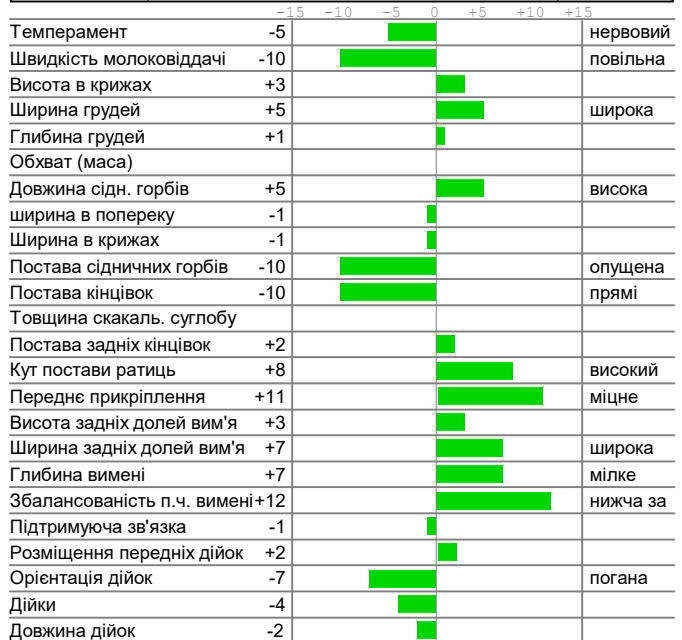 -15 -10 -5 0 +5 +10 +15
Темперамент -5 нервовий
Швидкість молоковіддачі -10 повільна
Висота в крижах +3
Ширина грудей +5 широка
Глибина грудей +1
Обхват (маса)
Довжина сідн. горбів +5 висока
ширина в попереку -1
Ширина в крижах -1
Постава сідничних горбів -10 опущена
Постава кінцівок -10 прямі
Товщина скакаль. суглобу
Постава задніх кінцівок +2
Кут постави ратиць +8 високий
Переднє прикріплення +11 міцне
Висота задніх долей вим'я +3
Ширина задніх долей вим'я +7 широка
Глибина вимені +7 мілке
Збалансованість п.ч. вимені +12 нижча за
Підтримуюча зв'язка -1
Розміщення передніх дійок +2
Орієнтація дійок -7 погана
Дійки -4
Довжина дійок -2